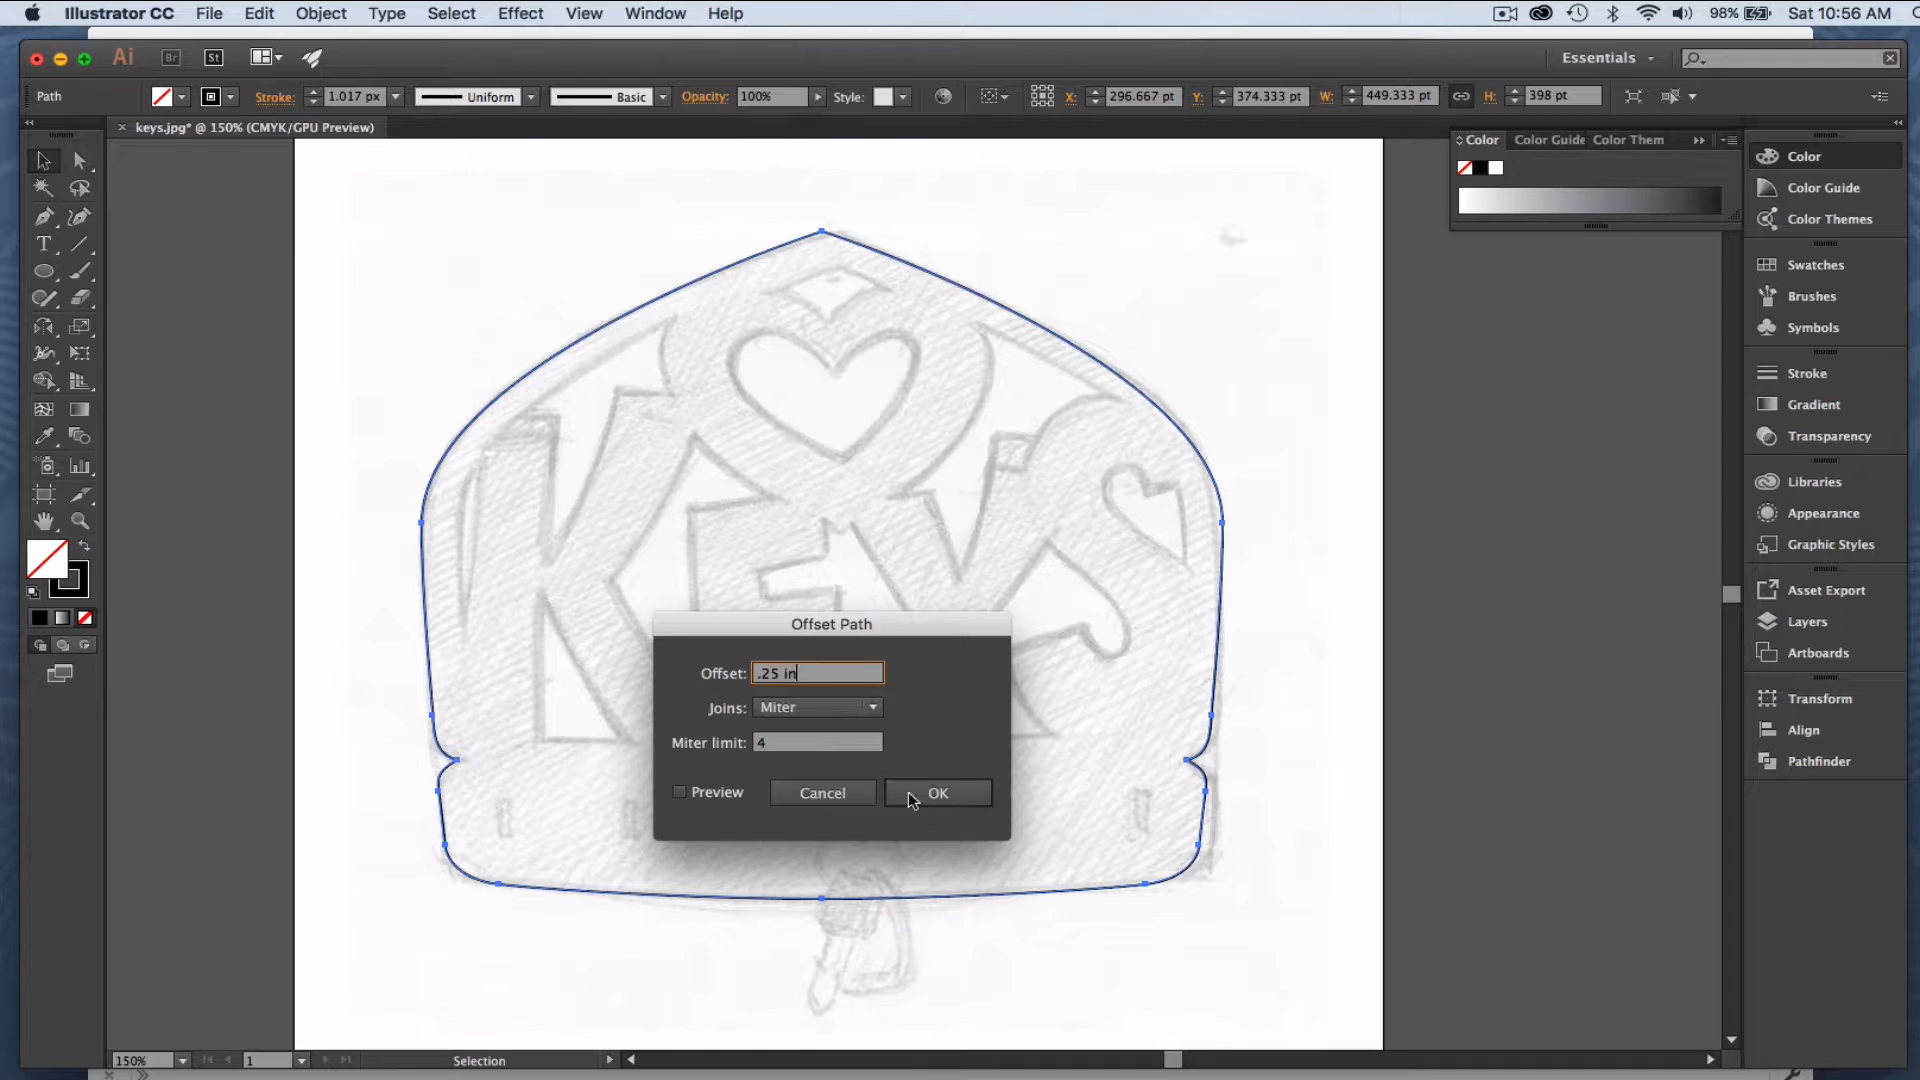 Illustrator CC File Edit Object Type Select Effect View Window Help 98% Sat 10:56 AM
Ai Br St Essentials
Path Stroke: 1.017 px Uniform Basic Opacity: 100% Style: X: 296.667 pt Y: 374.333 pt W: 449.333 pt H: 398 pt
× keys.jpg* @ 150% (CMYK/GPU Preview)
Color Color Guide Color Them
Color
Color Guide
Color Themes
Swatches
Brushes
Symbols
Stroke
Gradient
Transparency
Libraries
Appearance
Graphic Styles
Asset Export
Layers
Artboards
Transform
Align
Pathfinder
T
KEYS
Offset Path
Offset: .25 in
Joins: Miter
Miter limit: 4
Preview Cancel OK
150% 1 Selection